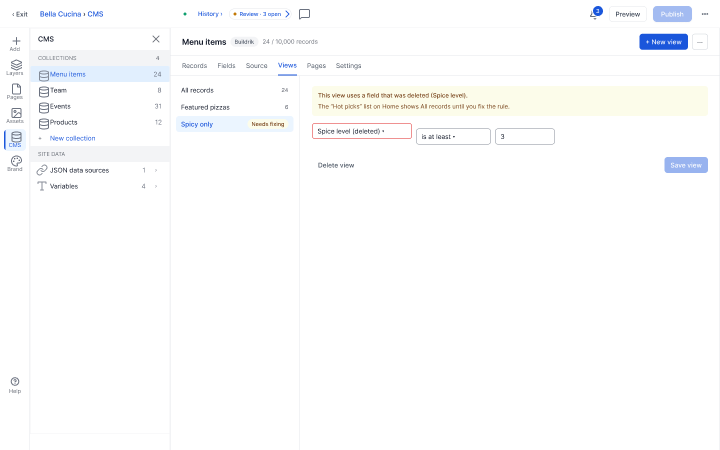 ‹ Exit
Bella Cucina › CMS
History ›
Review · 3 open
3
Preview
Publish
Add
Layers
Pages
Assets
CMS
Brand
Help
CMS
COLLECTIONS 4
Menu items 24
Team 8
Events 31
Products 12
+ New collection
SITE DATA
JSON data sources 1
Variables 4
Menu items
Buildrik
24 / 10,000 records
+ New view
Records
Fields
Source
Views
Pages
Settings
All records 24
Featured pizzas 6
Spicy only Needs fixing
This view uses a field that was deleted (Spice level).
The "Hot picks" list on Home shows All records until you fix the rule.
Spice level (deleted)
is at least
3
Delete view
Save view